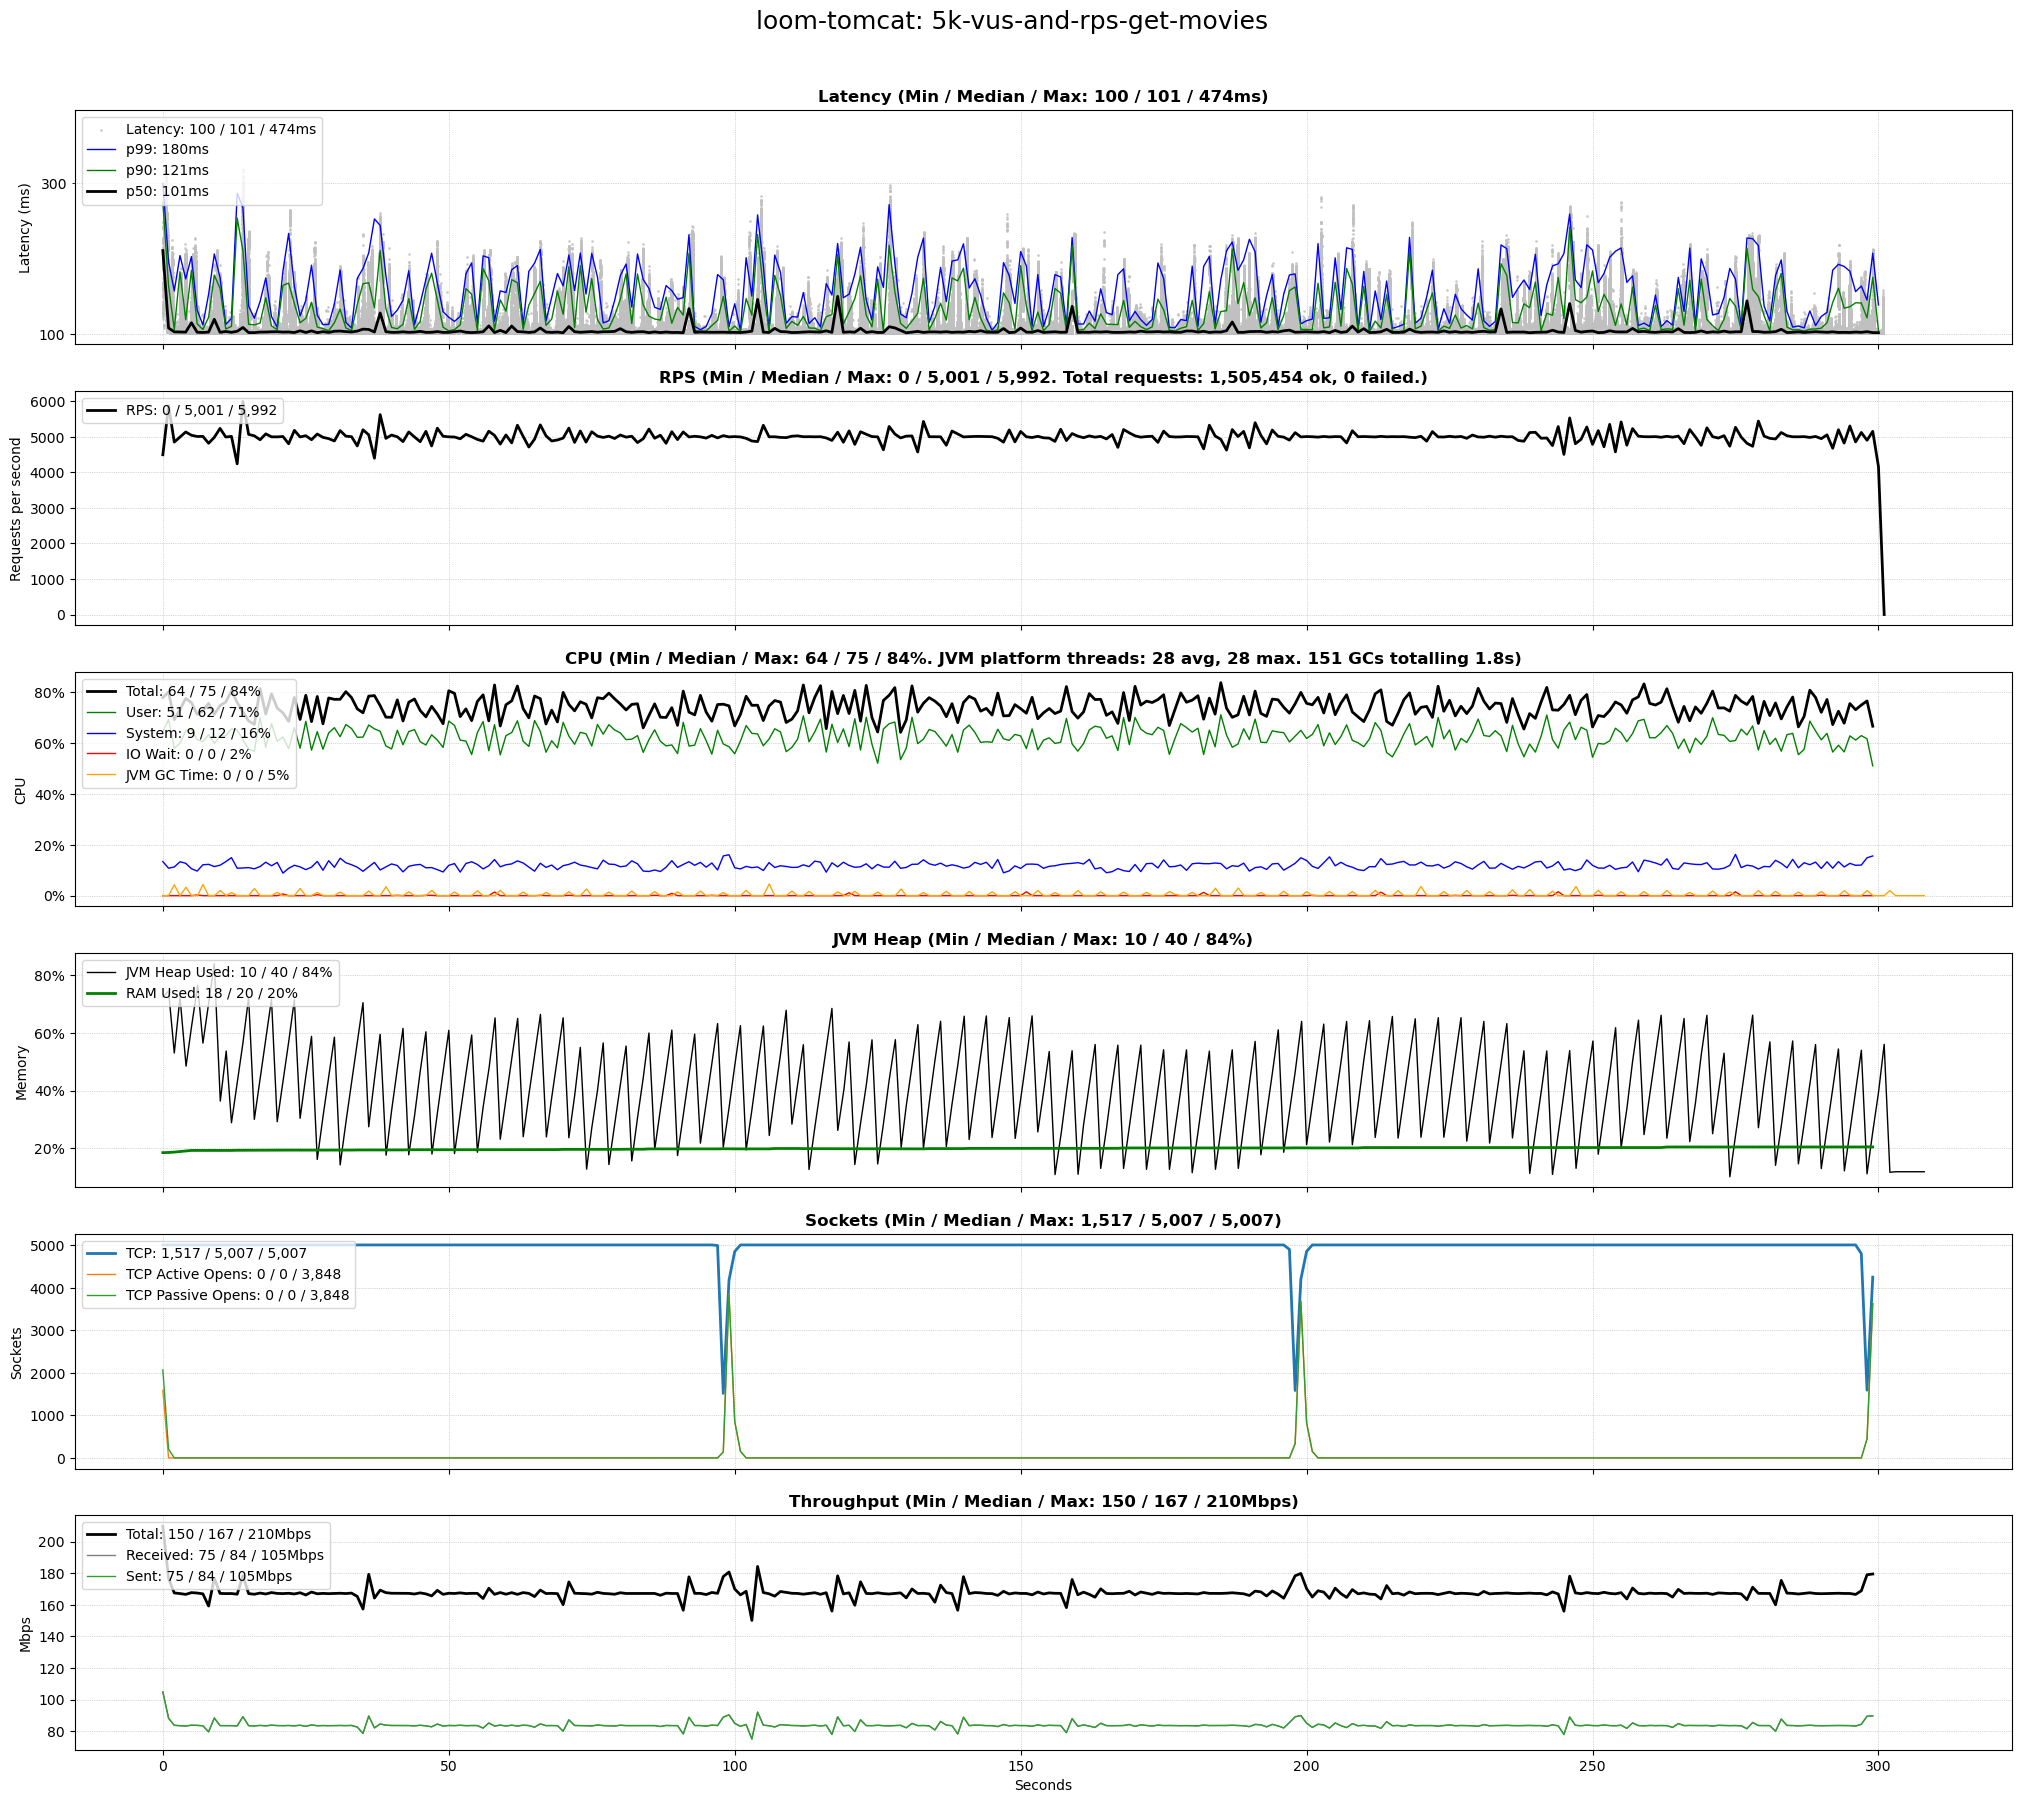 loom-tomcat: 5k-vus-and-rps-get-movies
Latency (Min / Median / Max: 100 / 101 / 474ms)
Latency: 100 / 101 / 474ms
p99: 180ms
p90: 121ms
p50: 101ms
Latency (ms)
300
100
RPS (Min / Median / Max: 0 / 5,001 / 5,992. Total requests: 1,505,454 ok, 0 failed.)
RPS: 0 / 5,001 / 5,992
Requests per second
6000
5000
4000
3000
2000
1000
0
CPU (Min / Median / Max: 64 / 75 / 84%. JVM platform threads: 28 avg, 28 max. 151 GCs totalling 1.8s)
Total: 64 / 75 / 84%
User: 51 / 62 / 71%
System: 9 / 12 / 16%
IO Wait: 0 / 0 / 2%
JVM GC Time: 0 / 0 / 5%
CPU
80%
60%
40%
20%
0%
JVM Heap (Min / Median / Max: 10 / 40 / 84%)
JVM Heap Used: 10 / 40 / 84%
RAM Used: 18 / 20 / 20%
Memory
80%
60%
40%
20%
Sockets (Min / Median / Max: 1,517 / 5,007 / 5,007)
TCP: 1,517 / 5,007 / 5,007
TCP Active Opens: 0 / 0 / 3,848
TCP Passive Opens: 0 / 0 / 3,848
Sockets
5000
4000
3000
2000
1000
0
Throughput (Min / Median / Max: 150 / 167 / 210Mbps)
Total: 150 / 167 / 210Mbps
Received: 75 / 84 / 105Mbps
Sent: 75 / 84 / 105Mbps
Mbps
200
180
160
140
120
100
80
0 50 100 150 200 250 300
Seconds